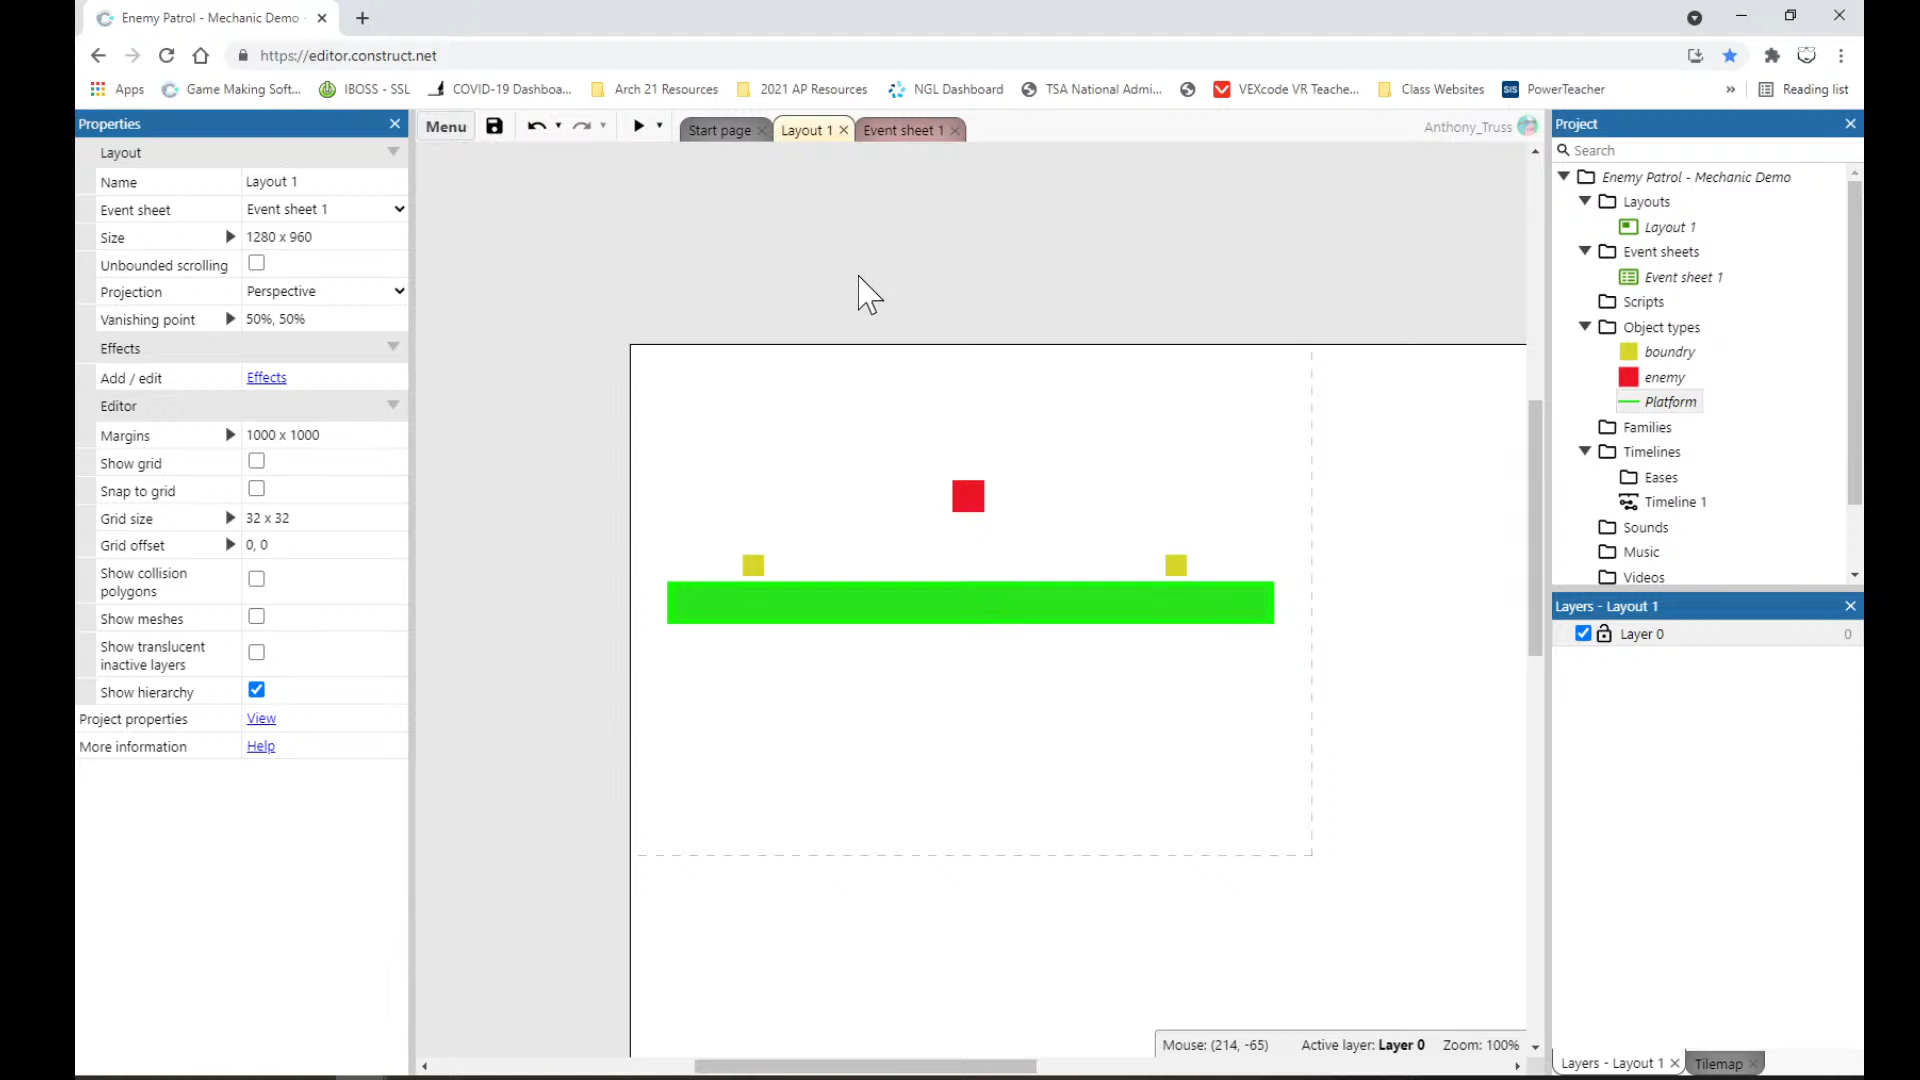 Enemy Patrol - Mechanic Demo
https://editor.construct.net
Apps Game Making Soft... IBOSS - SSL COVID-19 Dashboa... Arch 21 Resources 2021 AP Resources NGL Dashboard TSA National Admi... VEXcode VR Teache... Class Websites SIS PowerTeacher » Reading list
Properties
Layout
Name Layout 1
Event sheet Event sheet 1
Size 1280 x 960
Unbounded scrolling
Projection Perspective
Vanishing point 50%, 50%
Effects
Add / edit Effects
Editor
Margins 1000 x 1000
Show grid
Snap to grid
Grid size 32 x 32
Grid offset 0, 0
Show collision
polygons
Show meshes
Show translucent
inactive layers
Show hierarchy
Project properties View
More information Help
Menu
Start page Layout 1 Event sheet 1
Anthony_Truss
Mouse: (214, -65) Active layer: Layer 0 Zoom: 100%
Project
Search
Enemy Patrol - Mechanic Demo
Layouts
Layout 1
Event sheets
Event sheet 1
Scripts
Object types
boundry
enemy
Platform
Families
Timelines
Eases
Timeline 1
Sounds
Music
Videos
Layers - Layout 1
Layer 0 0
Layers - Layout 1 Tilemap